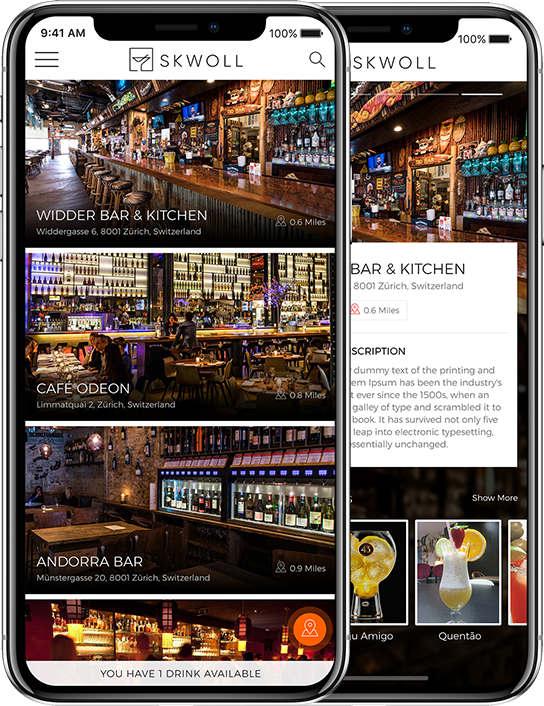 9:41 AM
100%
SKWOLL
WIDDER BAR & KITCHEN
Widdergasse 6, 8001 Zürich, Switzerland
0.6 Miles
CAFÉ ODEON
Limmatquai 2, Zürich, Switzerland
0.8 Miles
ANDORRA BAR
Münstergasse 20, 8001 Zürich, Switzerland
0.9 Miles
YOU HAVE 1 DRINK AVAILABLE
100%
SKWOLL
BAR & KITCHEN
8001 Zürich, Switzerland
0.6 Miles
SCRIPTION
dummy text of the printing and
em Ipsum has been the industry's
t ever since the 1500s, when an
galley of type and scrambled it to
book. It has survived not only five
leap into electronic typesetting,
ssentially unchanged.
s
Show More
43
u Amigo
Quentão